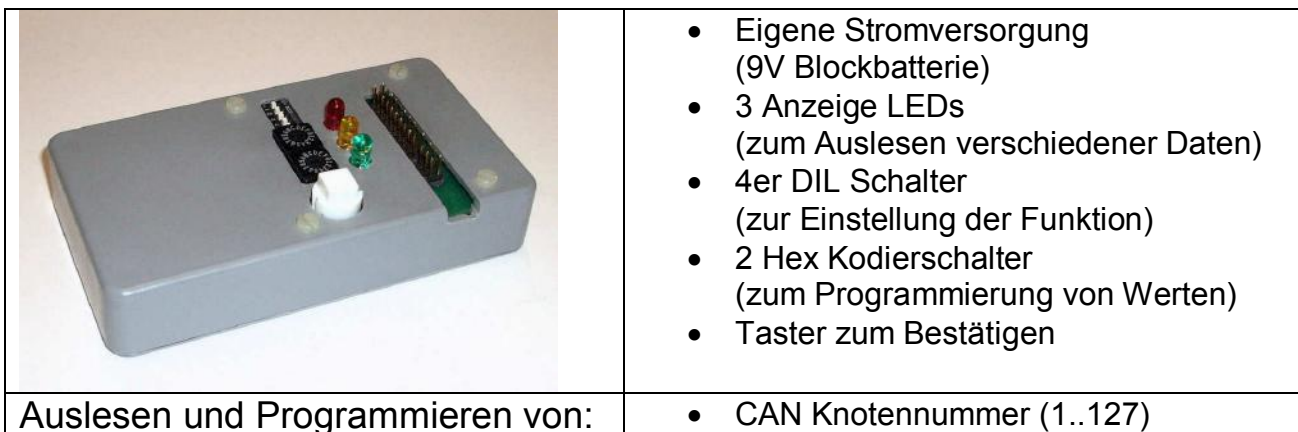 • Eigene Stromversorgung
(9V Blockbatterie)
• 3 Anzeige LEDs
(zum Auslesen verschiedener Daten)
• 4er DIL Schalter
(zur Einstellung der Funktion)
• 2 Hex Kodierschalter
(zum Programmierung von Werten)
• Taster zum Bestätigen
Auslesen und Programmieren von:
• CAN Knotennummer (1..127)